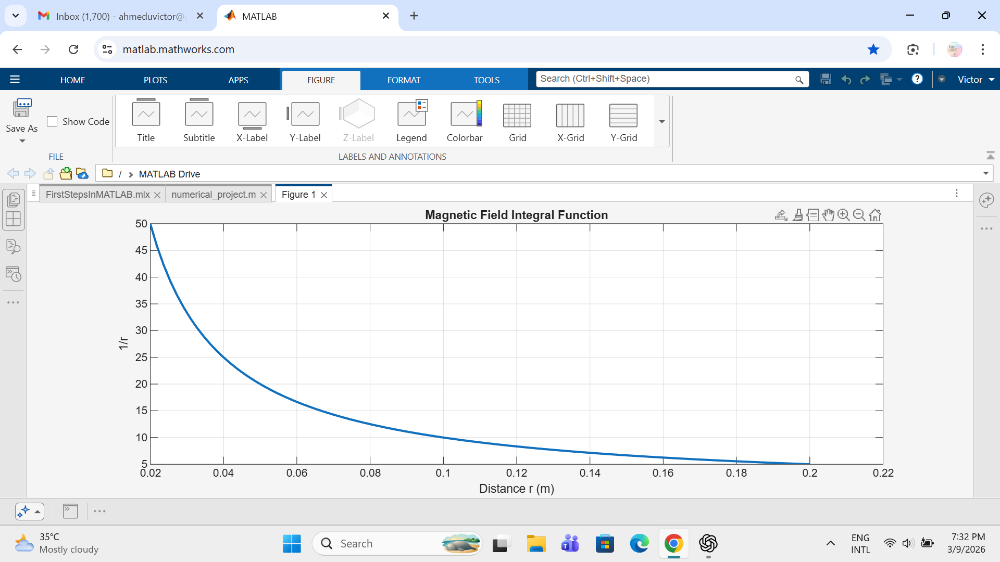 Inbox (1,700) - ahmeduvictor@
MATLAB
matlab.mathworks.com
HOME PLOTS APPS FIGURE FORMAT TOOLS Search (Ctrl+Shift+Space) ? Victor
Save As
Show Code
Title Subtitle X-Label Y-Label Z-Label Legend Colorbar Grid X-Grid Y-Grid
FILE LABELS AND ANNOTATIONS
/ › MATLAB Drive
FirstStepsInMATLAB.mlx numerical_project.m Figure 1
Magnetic Field Integral Function
50
45
40
35
30
25
20
15
10
5
1/r
0.02 0.04 0.06 0.08 0.1 0.12 0.14 0.16 0.18 0.2 0.22
Distance r (m)
35°C
Mostly cloudy
Search
ENG
INTL
7:32 PM
3/9/2026